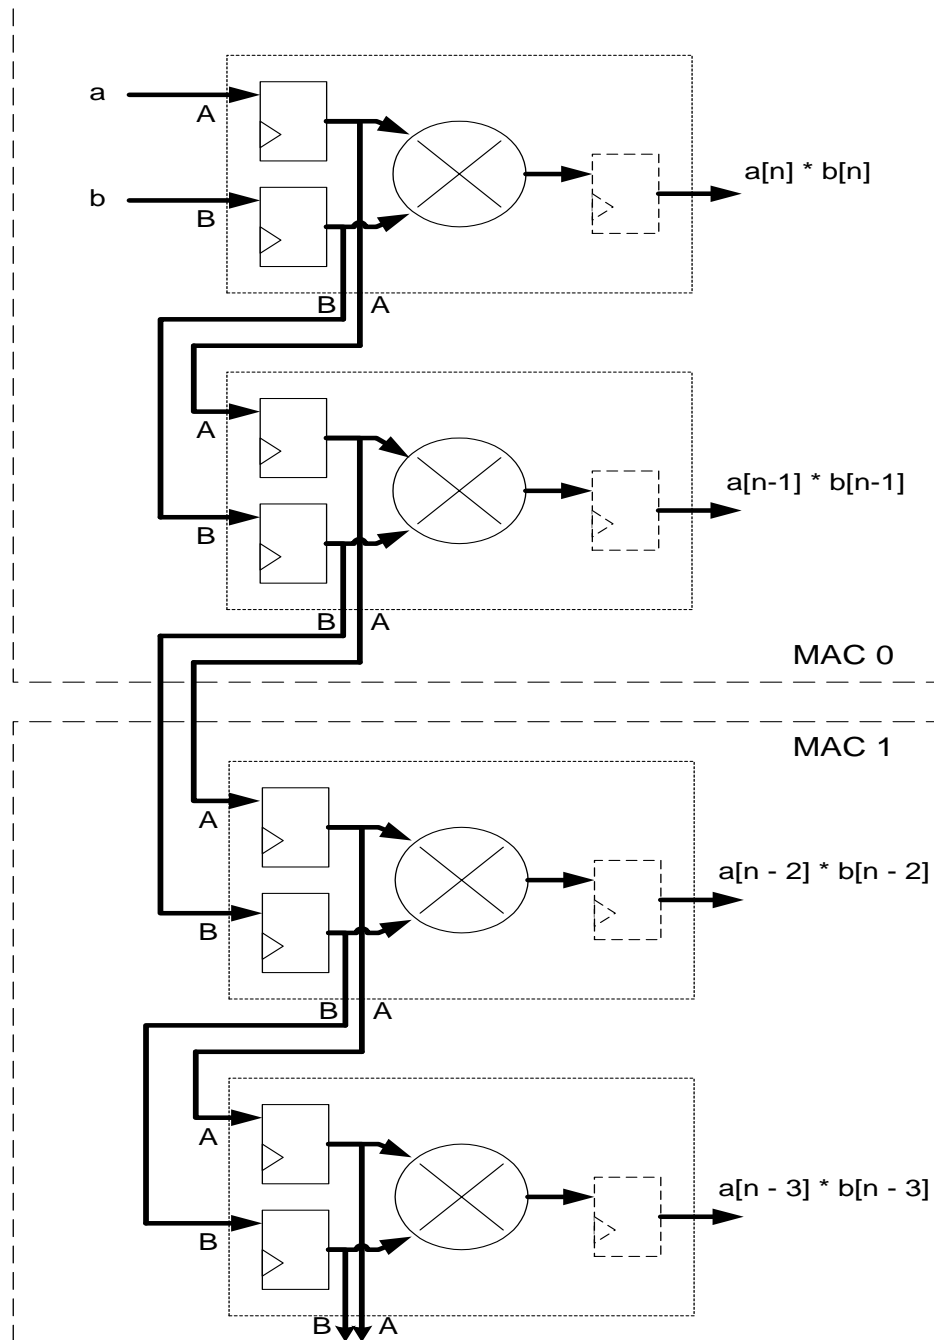 a
A
a[n] * b[n]
b
B
B
A
A
a[n-1] * b[n-1]
B
B
A
MAC 0
MAC 1
A
a[n - 2] * b[n - 2]
B
B
A
A
a[n - 3] * b[n - 3]
B
B
A